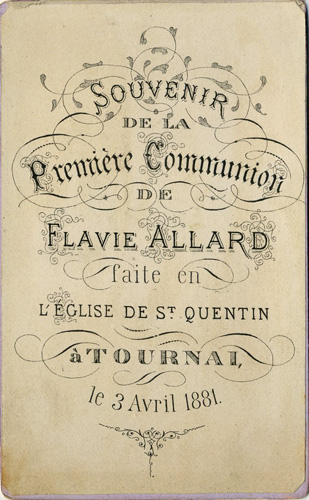 SOUVENIR
DE LA
Première Communion
DE
FLAVIE ALLARD
faite en
L'ÉGLISE DE ST QUENTIN
à TOURNAI,
le 3 Avril 1881.